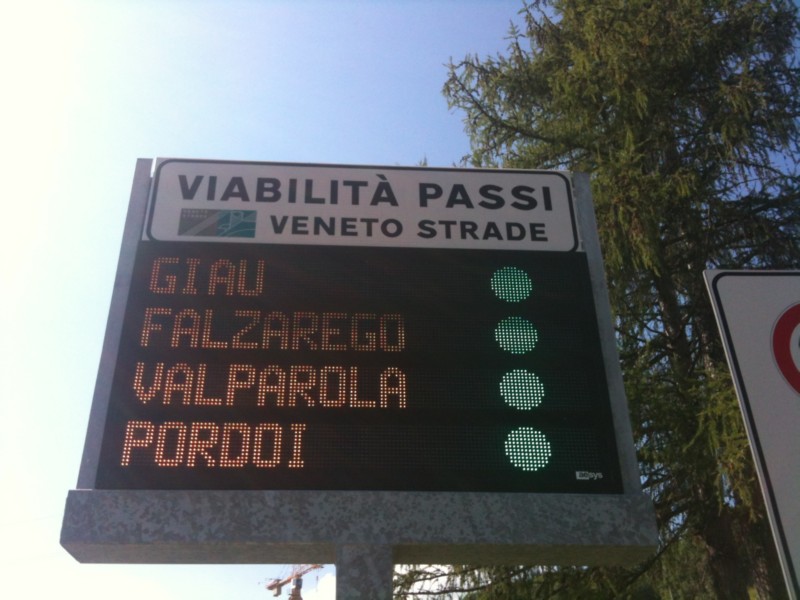 VIABILITÀ PASSI
VENETO STRADE
GIAU
FALZAREGO
VALPAROLA
PORDOI